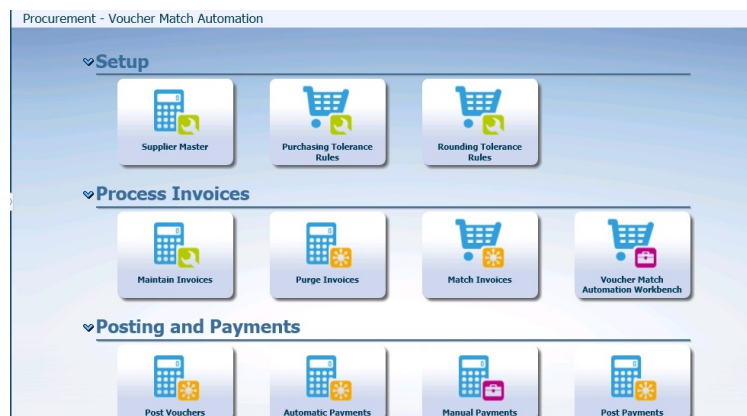 Procurement - Voucher Match Automation
Setup
Supplier Master
Purchasing Tolerance
Rules
Rounding Tolerance
Rules
Process Invoices
Maintain Invoices
Purge Invoices
Match Invoices
Voucher Match
Automation Workbench
Posting and Payments
Post Vouchers
Automatic Payments
Manual Payments
Post Payments